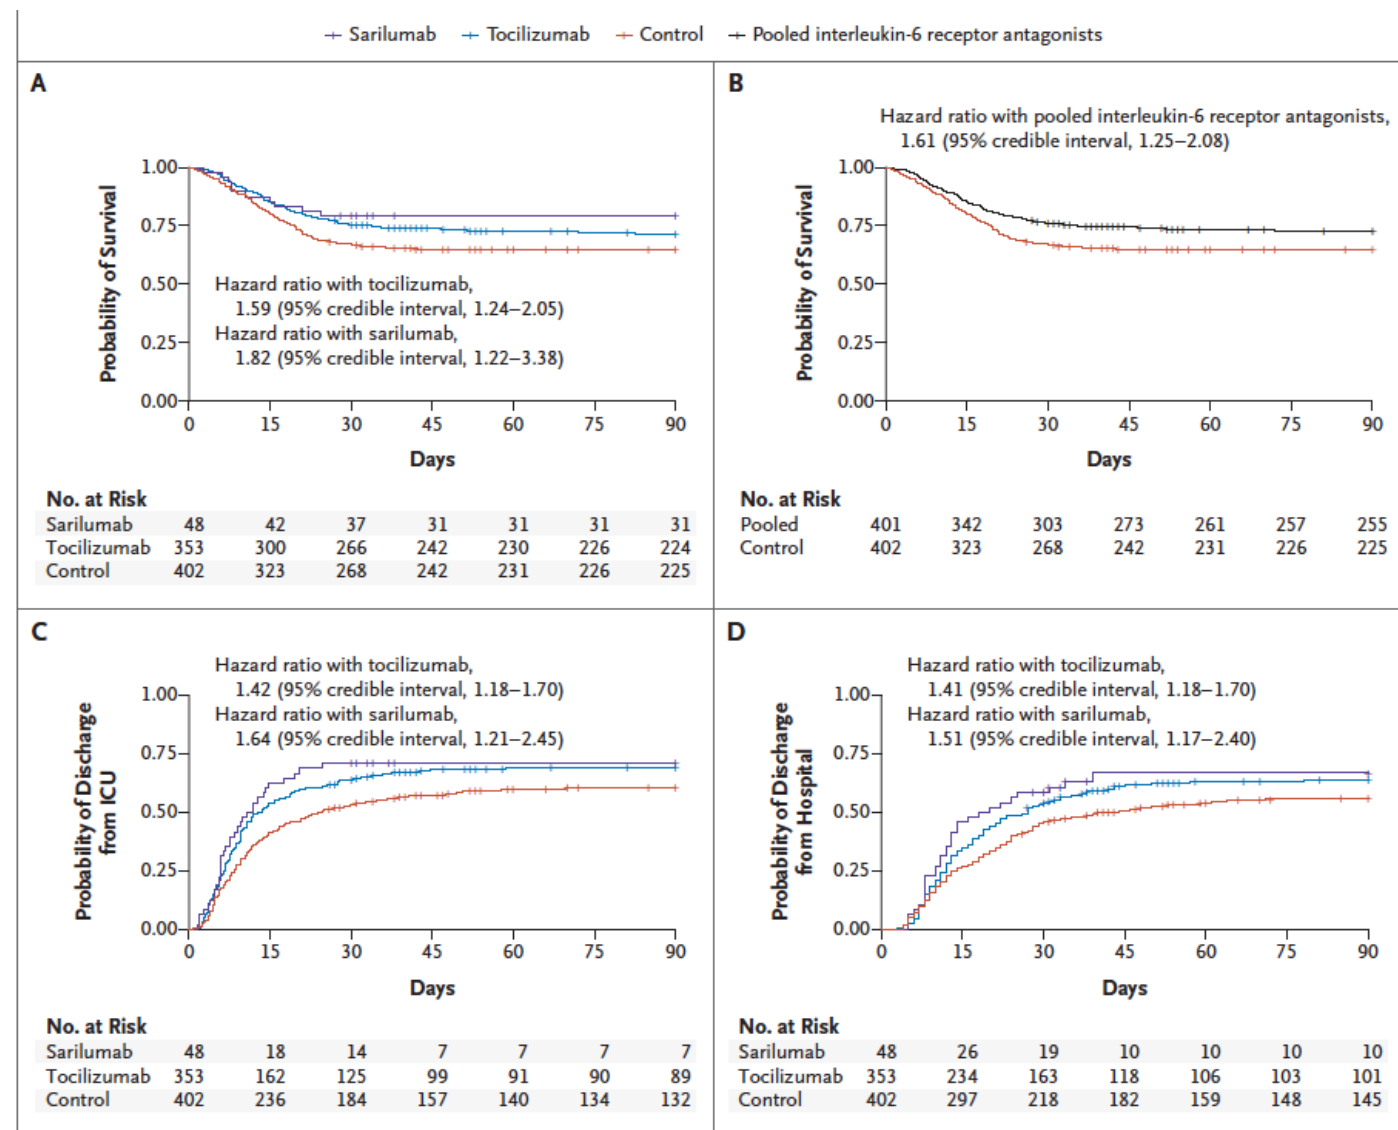 Sarilumab Tocilizumab Control Pooled interleukin-6 receptor antagonists
A
1.00
0.75
0.50
0.25
0.00
Probability of Survival
Hazard ratio with tocilizumab,
1.59 (95% credible interval, 1.24–2.05)
Hazard ratio with sarilumab,
1.82 (95% credible interval, 1.22–3.38)
0 15 30 45 60 75 90
Days
No. at Risk
Sarilumab 48 42 37 31 31 31 31
Tocilizumab 353 300 266 242 230 226 224
Control 402 323 268 242 231 226 225
B
Hazard ratio with pooled interleukin-6 receptor antagonists,
1.61 (95% credible interval, 1.25–2.08)
1.00
0.75
0.50
0.25
0.00
Probability of Survival
0 15 30 45 60 75 90
Days
No. at Risk
Pooled 401 342 303 273 261 257 255
Control 402 323 268 242 231 226 225
C
Hazard ratio with tocilizumab,
1.42 (95% credible interval, 1.18–1.70)
Hazard ratio with sarilumab,
1.64 (95% credible interval, 1.21–2.45)
1.00
0.75
0.50
0.25
0.00
Probability of Discharge
from ICU
0 15 30 45 60 75 90
Days
No. at Risk
Sarilumab 48 18 14 7 7 7 7
Tocilizumab 353 162 125 99 91 90 89
Control 402 236 184 157 140 134 132
D
Hazard ratio with tocilizumab,
1.41 (95% credible interval, 1.18–1.70)
Hazard ratio with sarilumab,
1.51 (95% credible interval, 1.17–2.40)
1.00
0.75
0.50
0.25
0.00
Probability of Discharge
from Hospital
0 15 30 45 60 75 90
Days
No. at Risk
Sarilumab 48 26 19 10 10 10 10
Tocilizumab 353 234 163 118 106 103 101
Control 402 297 218 182 159 148 145